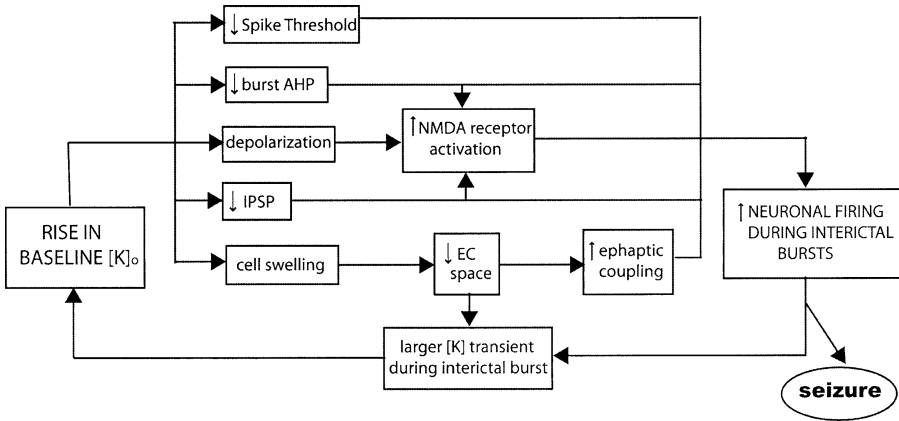 ↓ Spike Threshold
↓ burst AHP
depolarization
↑ NMDA receptor
activation
↓ IPSP
RISE IN
BASELINE [K]o
cell swelling
↓ EC
space
↑ ephaptic
coupling
↑ NEURONAL FIRING
DURING INTERICTAL
BURSTS
larger [K] transient
during interictal burst
seizure